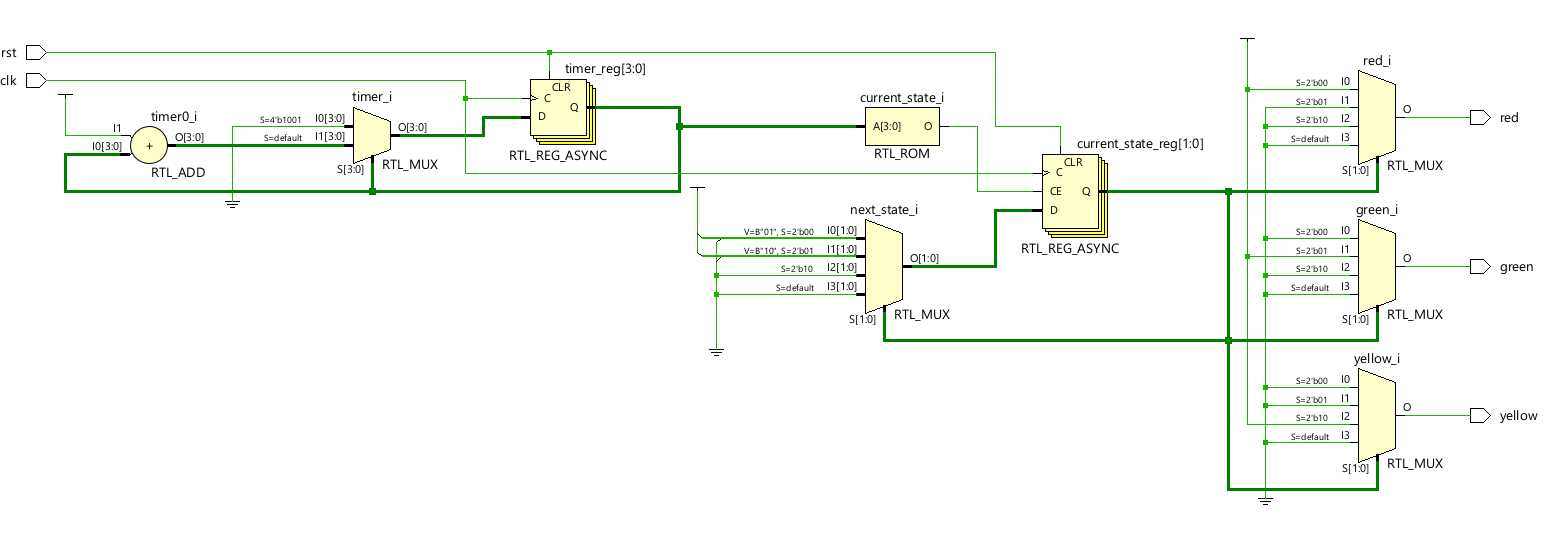 rst
clk
timer0_i
I1
I0[3:0]
+
O[3:0]
RTL_ADD
timer_i
S=4'b1001 I0[3:0]
S=default I1[3:0]
O[3:0]
S[3:0]
RTL_MUX
timer_reg[3:0]
CLR
C
Q
D
RTL_REG_ASYNC
current_state_i
A[3:0] O
RTL_ROM
current_state_reg[1:0]
CLR
C
CE Q
D
RTL_REG_ASYNC
next_state_i
V=B"01", S=2'b00 I0[1:0]
V=B"10", S=2'b01 I1[1:0]
S=2'b10 I2[1:0]
S=default I3[1:0]
O[1:0]
S[1:0]
RTL_MUX
red_i
S=2'b00 I0
S=2'b01 I1
S=2'b10 I2
S=default I3
O
S[1:0]
RTL_MUX
red
green_i
S=2'b00 I0
S=2'b01 I1
S=2'b10 I2
S=default I3
O
S[1:0]
RTL_MUX
green
yellow_i
S=2'b00 I0
S=2'b01 I1
S=2'b10 I2
S=default I3
O
S[1:0]
RTL_MUX
yellow